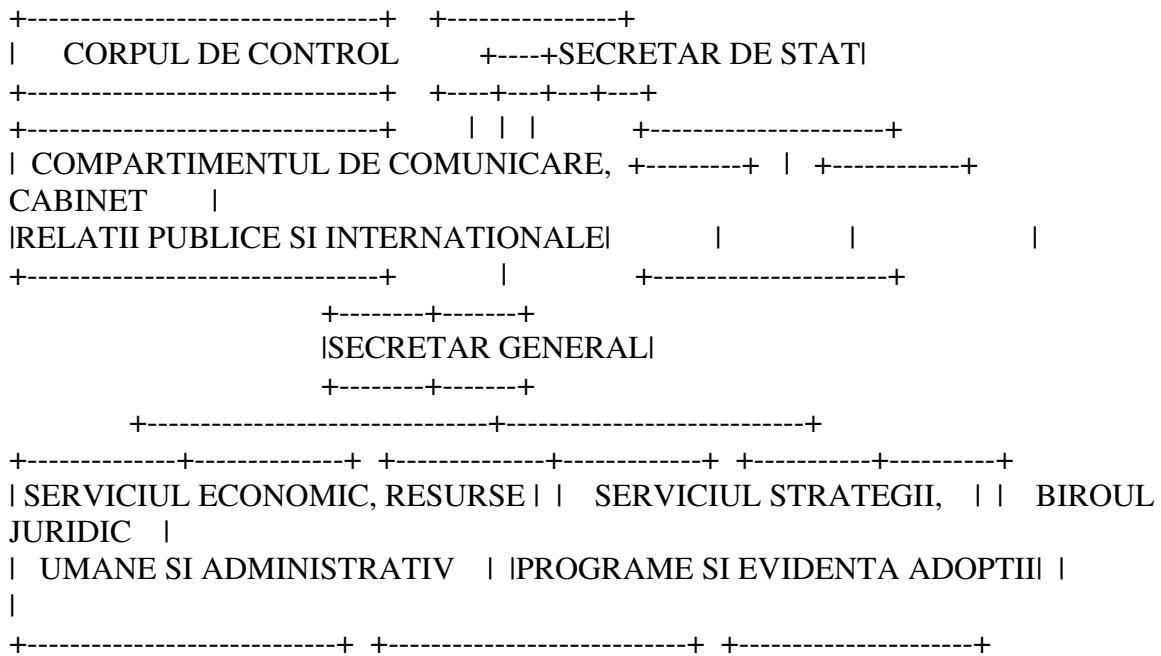 +---------------------------------+ +----------------+
| CORPUL DE CONTROL +----+SECRETAR DE STAT|
+---------------------------------+ +----+---+---+---+
+---------------------------------+ | | | +----------------------+
| COMPARTIMENTUL DE COMUNICARE, +---------+ | +------------+
CABINET |
|RELATII PUBLICE SI INTERNATIONALE| | | |
+---------------------------------+ | +----------------------+
+--------+-------+
|SECRETAR GENERAL|
+--------+-------+
+--------------------------------+----------------------------+
+--------------+--------------+ +--------------+-------------+ +-----------+----------+
| SERVICIUL ECONOMIC, RESURSE | | SERVICIUL STRATEGII, | | BIROUL
JURIDIC |
| UMANE SI ADMINISTRATIV | |PROGRAME SI EVIDENTA ADOPTII| |
|
+-----------------------------+ +----------------------------+ +----------------------+